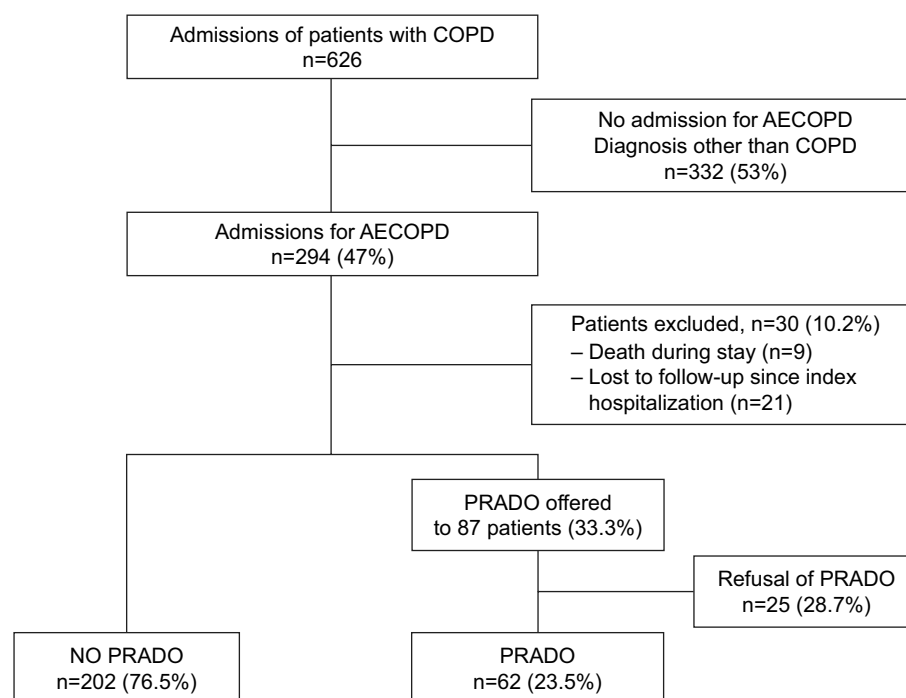 Admissions of patients with COPD
n=626
No admission for AECOPD
Diagnosis other than COPD
n=332 (53%)
Admissions for AECOPD
n=294 (47%)
Patients excluded, n=30 (10.2%)
– Death during stay (n=9)
– Lost to follow-up since index
hospitalization (n=21)
PRADO offered
to 87 patients (33.3%)
Refusal of PRADO
n=25 (28.7%)
NO PRADO
n=202 (76.5%)
PRADO
n=62 (23.5%)